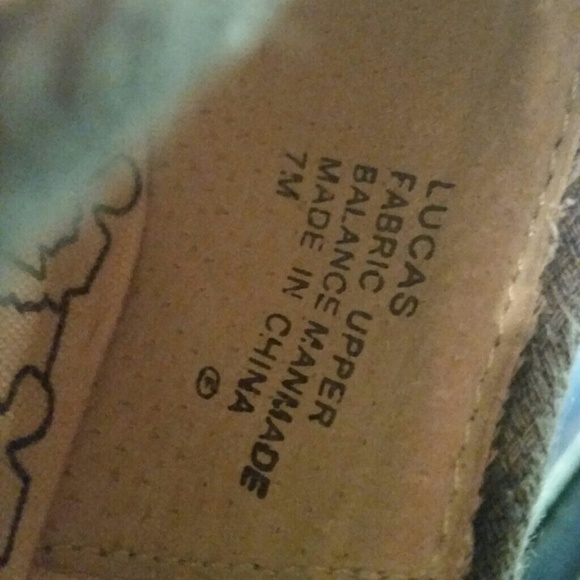 LUCAS
FABRIC UPPER
BALANCE MANMADE
MADE IN CHINA
7M